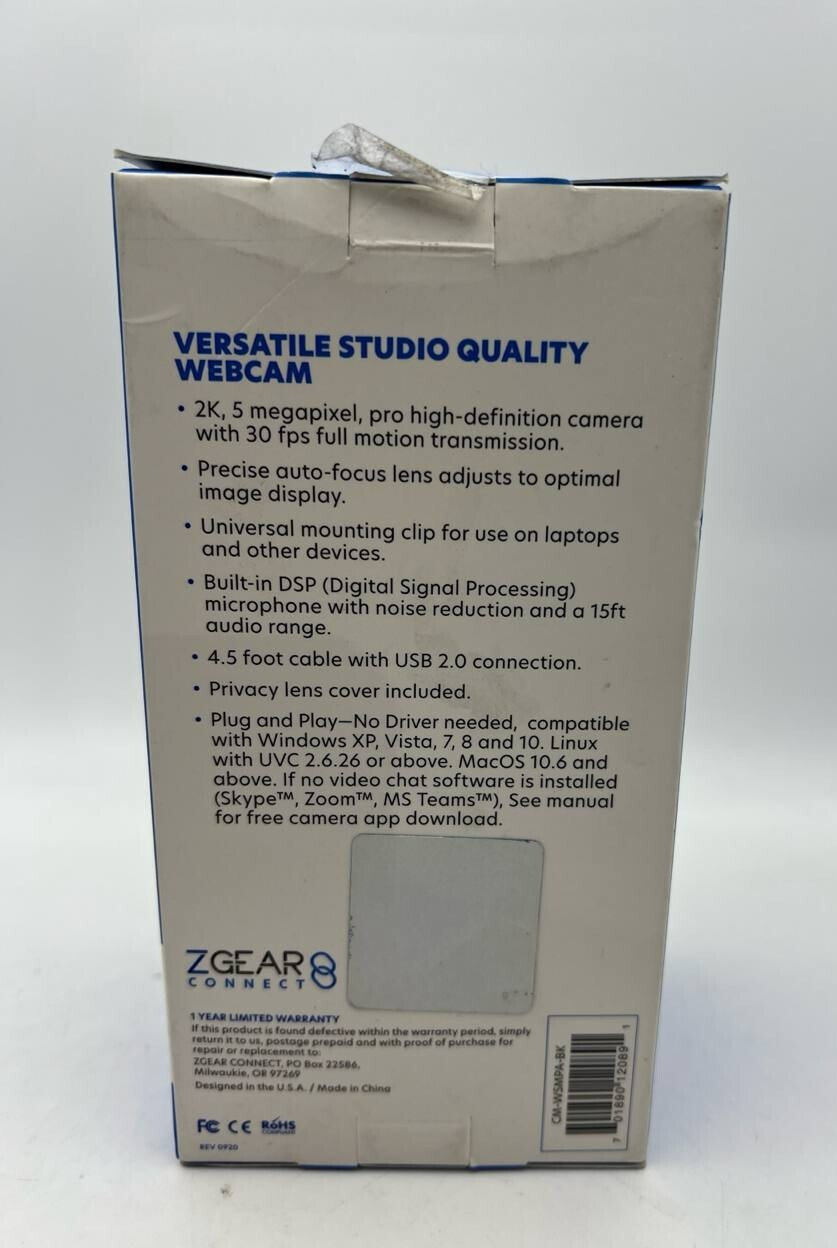 VERSATILE STUDIO QUALITY
WEBCAM
• 2K, 5 megapixel, pro high-definition camera
with 30 fps full motion transmission.
• Precise auto-focus lens adjusts to optimal
image display.
• Universal mounting clip for use on laptops
and other devices.
• Built-in DSP (Digital Signal Processing)
microphone with noise reduction and a 15ft
audio range.
• 4.5 foot cable with USB 2.0 connection.
• Privacy lens cover included.
• Plug and Play—No Driver needed, compatible
with Windows XP, Vista, 7, 8 and 10. Linux
with UVC 2.6.26 or above. MacOS 10.6 and
above. If no video chat software is installed
(Skype™, Zoom™, MS Teams™), See manual
for free camera app download.
ZGEAR
CONNECT
1 YEAR LIMITED WARRANTY
If this product is found defective within the warranty period, simply
return it to us, postage prepaid and with proof of purchase for
repair or replacement to:
ZGEAR CONNECT, PO Box 22586,
Milwaukie, OR 97269
Designed in the U.S.A. / Made in China
FC CE RoHS
COMPLIANT
REV 0920
CM-WSMPA-BK
7 01890 12089 1